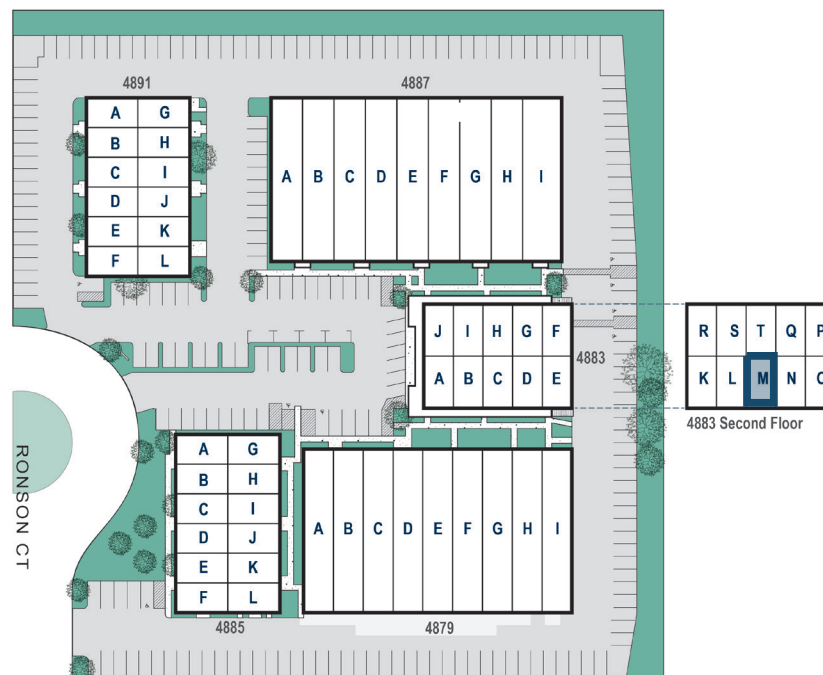 4891
4887
A G
B H
C I
D J
E K
F L
A B C D E F G H I
J I H G F
A B C D E
4883
R S T Q P
K L M N O
4883 Second Floor
RONSON CT
A G
B H
C I
D J
E K
F L
A B C D E F G H I
4885
4879